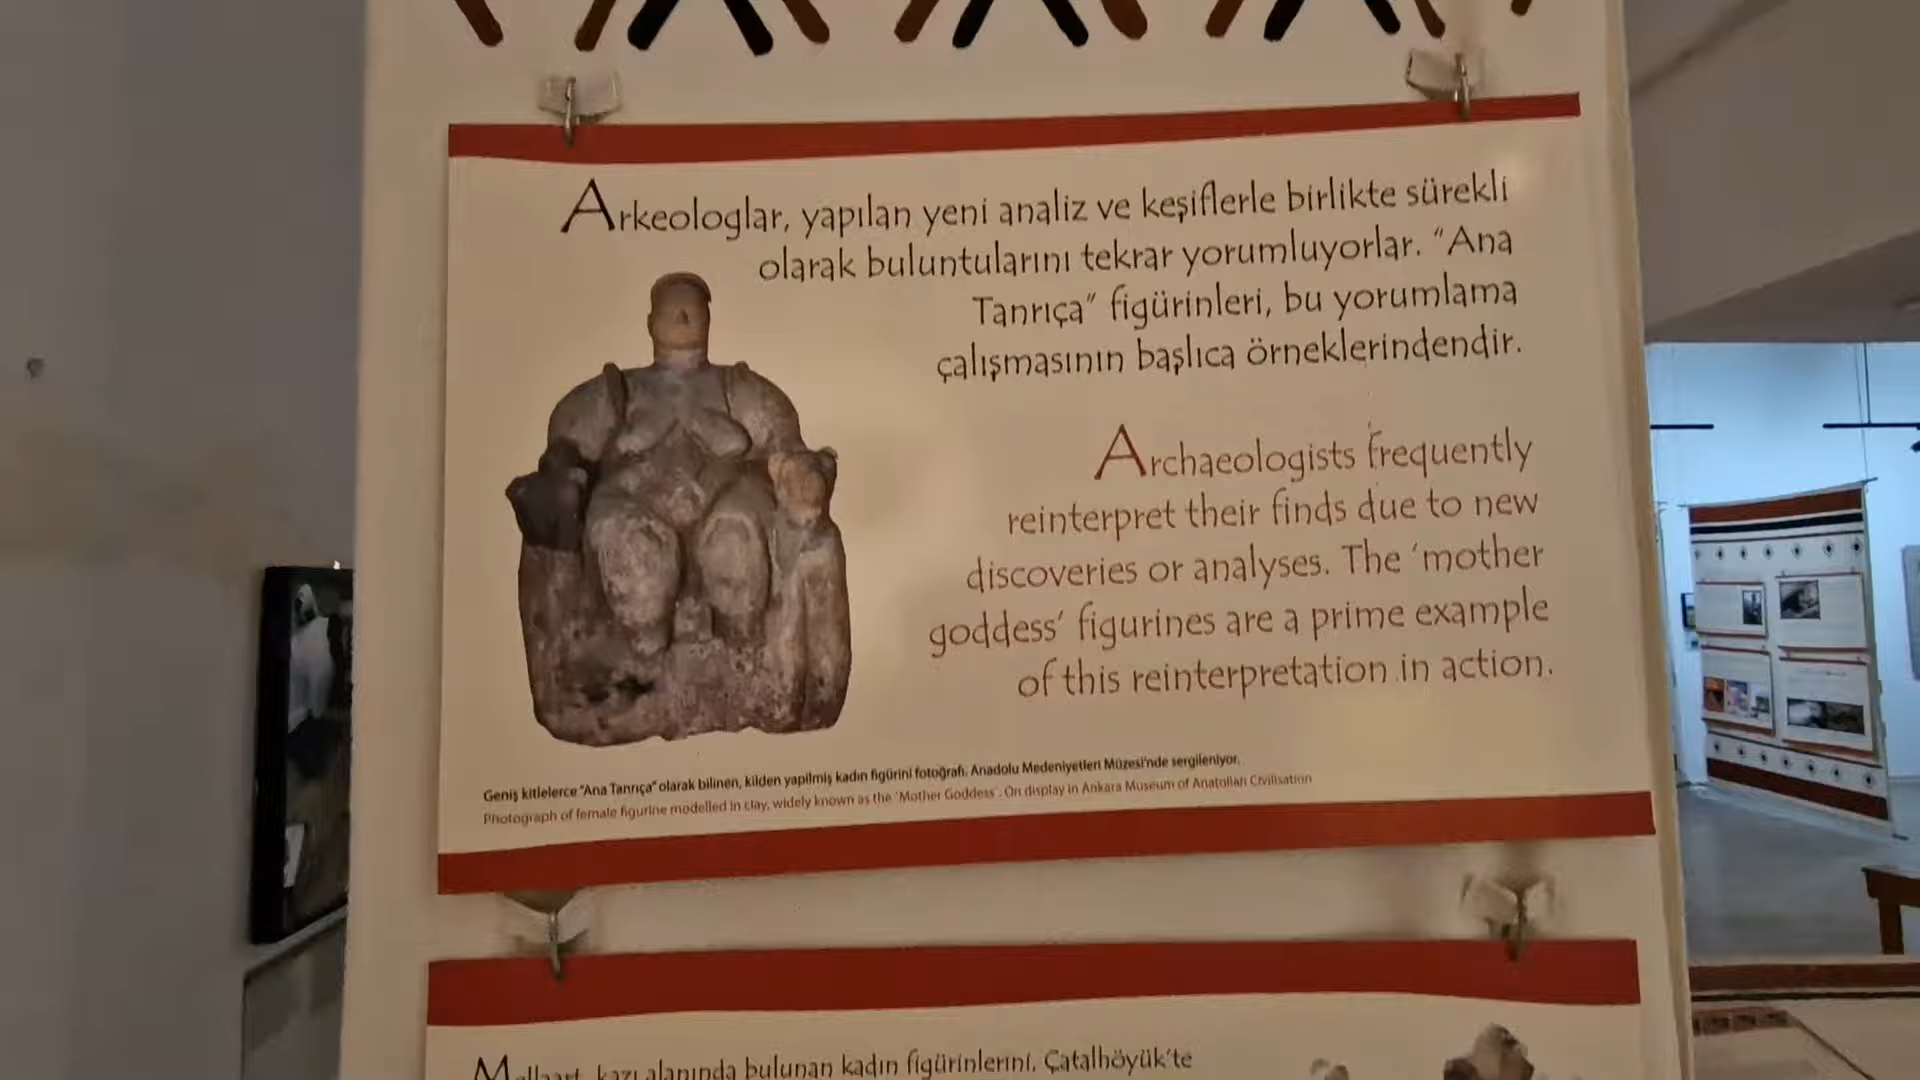 Arkeologlar, yapılan yeni analiz ve keşiflerle birlikte sürekli
olarak buluntularını tekrar yorumluyorlar. “Ana
Tanrıça” figürinleri, bu yorumlama
çalışmasının başlıca örneklerindendir.
Archaeologists frequently
reinterpret their finds due to new
discoveries or analyses. The ‘mother
goddess’ figurines are a prime example
of this reinterpretation in action.
Geniş kitlelerce “Ana Tanrıça” olarak bilinen, kilden yapılmış kadın figürini fotoğrafı. Anadolu Medeniyetleri Müzesi’nde sergileniyor.
Photograph of female figurine modelled in clay, widely known as the ‘Mother Goddess’. On display in Ankara Museum of Anatolian Civilisation
Mellaart, kazı alanında bulunan kadın figürinlerini, Çatalhöyük’te